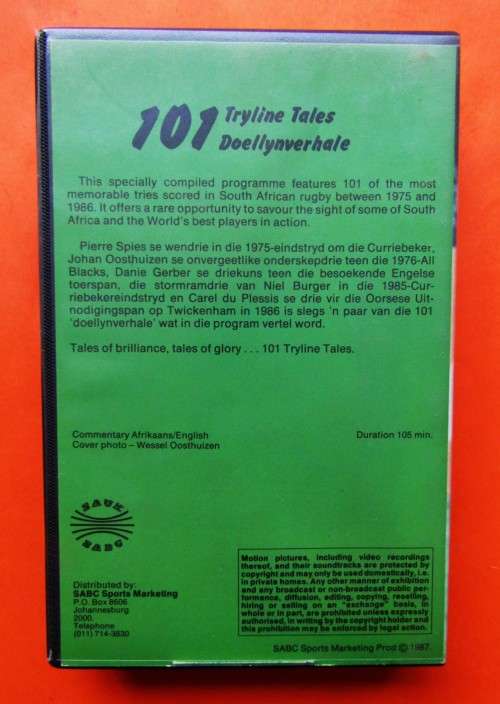 101 Tryline Tales
Doellynverhale
This specially compiled programme features 101 of the most
memorable tries scored in South African rugby between 1975 and
1986. It offers a rare opportunity to savour the sight of some of South
Africa and the World's best players in action.
Pierre Spies se wendrie in die 1975-eindstryd om die Curriebeker,
Johan Oosthuizen se onvergeetlike onderskepdrie teen die 1976-All
Blacks, Danie Gerber se driekuns teen die besoekende Engelse
toerspan, die stormramdrie van Niel Burger in die 1985-Cur-
riebekereindstryd en Carel du Plessis se drie vir die Oorsese Uit-
nodigingspan op Twickenham in 1986 is slegs 'n paar van die 101
'doellynverhale' wat in die program vertel word.
Tales of brilliance, tales of glory . . . 101 Tryline Tales.
Commentary Afrikaans/English
Cover photo – Wessel Oosthuizen
Duration 105 min.
SAUK
SABC
Distributed by:
SABC Sports Marketing
P.O. Box 8606
Johannesburg
2000.
Telephone
(011) 714-3830
Motion pictures, including video recordings
thereof, and their soundtracks are protected by
copyright and may only be used domestically, i.e.
in private homes. Any other manner of exhibition
and any broadcast or non-broadcast public per-
formance, diffusion, editing, copying, reselling,
hiring or selling on an "exchange" basis, in
whole or in part, are prohibited unless expressly
authorised, in writing by the copyright holder and
this prohibition may be enforced by legal action.
SABC Sports Marketing Prod © 1987.